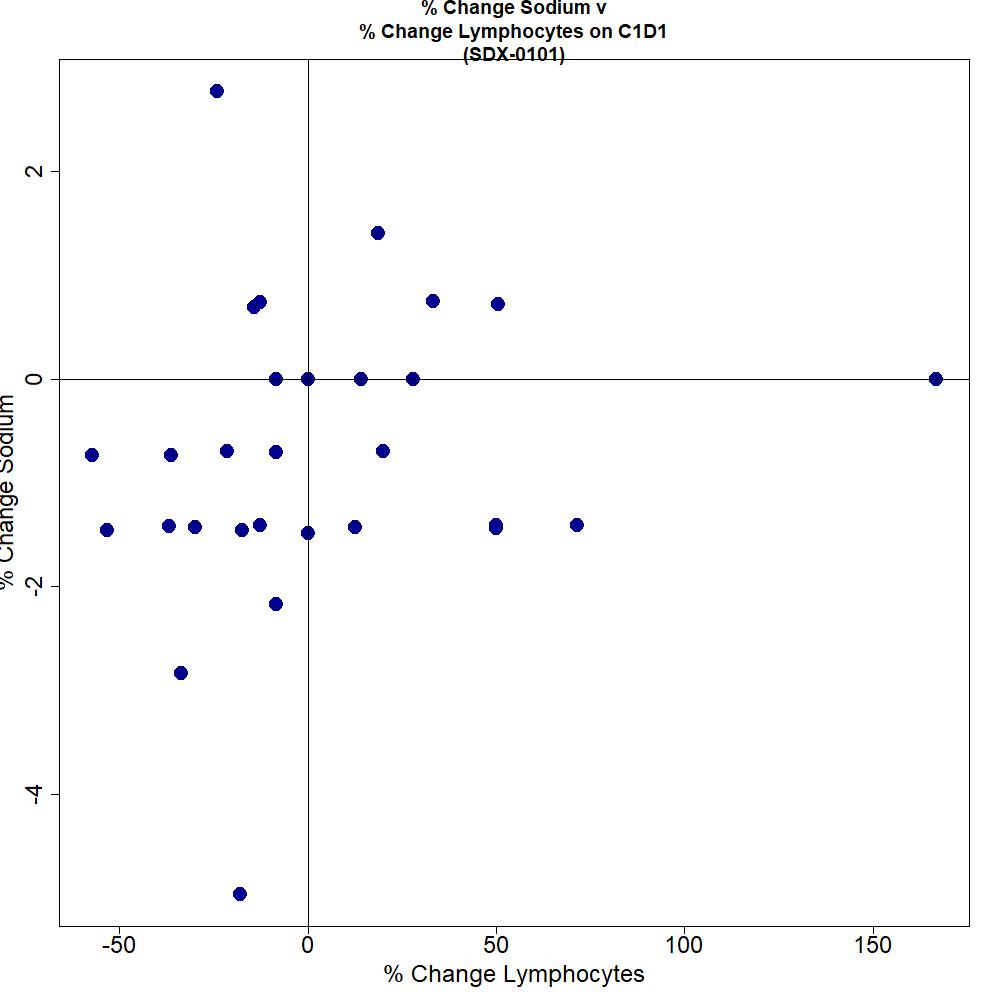 % Change Sodium v
% Change Lymphocytes on C1D1
(SDX-0101)
% Change Sodium
2
0
-2
-4
-50
0
50
100
150
% Change Lymphocytes